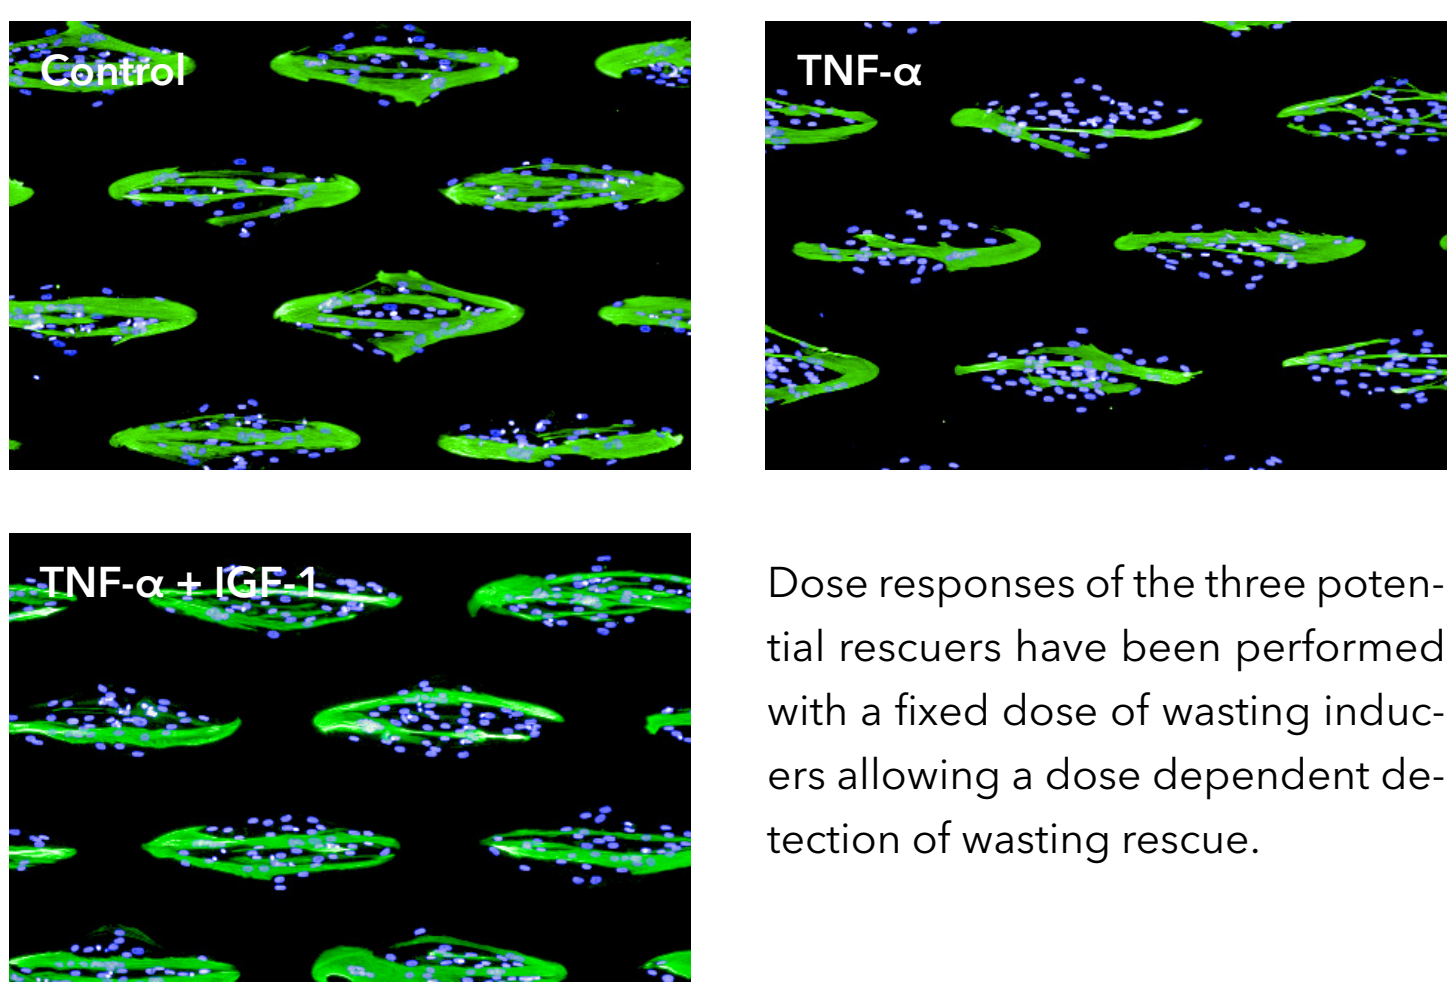 Control
TNF-α
TNF-α + IGF-1
Dose responses of the three poten-
tial rescuers have been performed
with a fixed dose of wasting induc-
ers allowing a dose dependent de-
tection of wasting rescue.